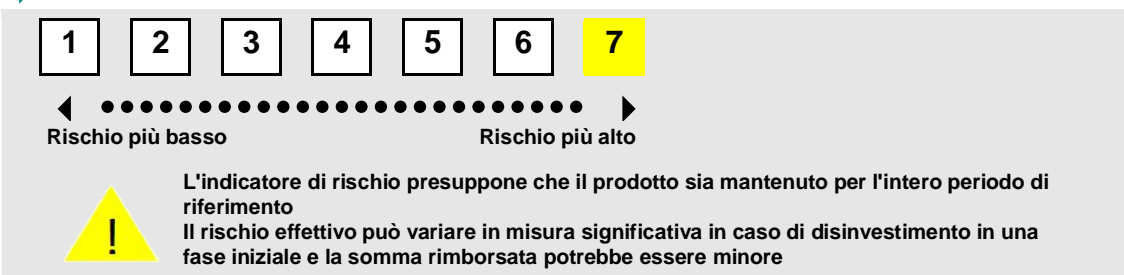 1 2 3 4 5 6 7
Rischio più basso Rischio più alto
L'indicatore di rischio presuppone che il prodotto sia mantenuto per l'intero periodo di
riferimento
!
Il rischio effettivo può variare in misura significativa in caso di disinvestimento in una
fase iniziale e la somma rimborsata potrebbe essere minore